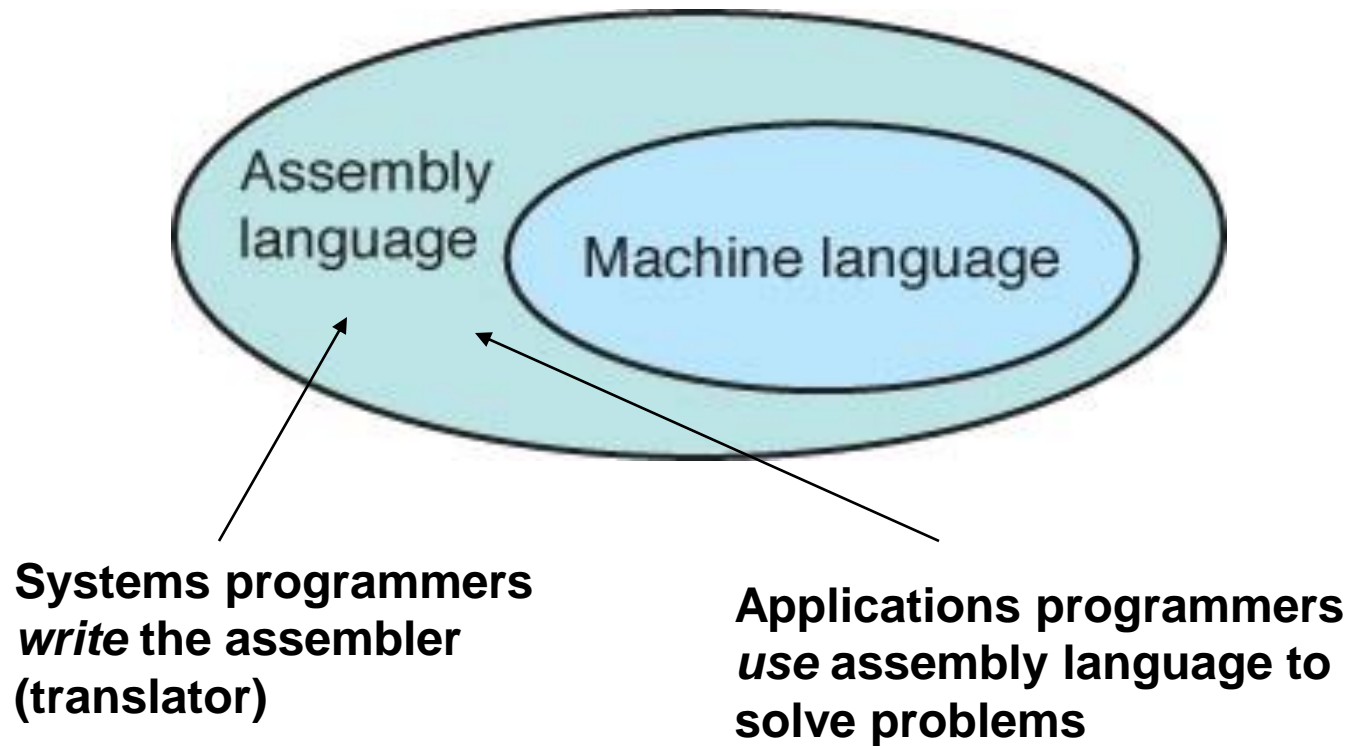 Assembly
language
Machine language
Systems programmers
write the assembler
(translator)
Applications programmers
use assembly language to
solve problems